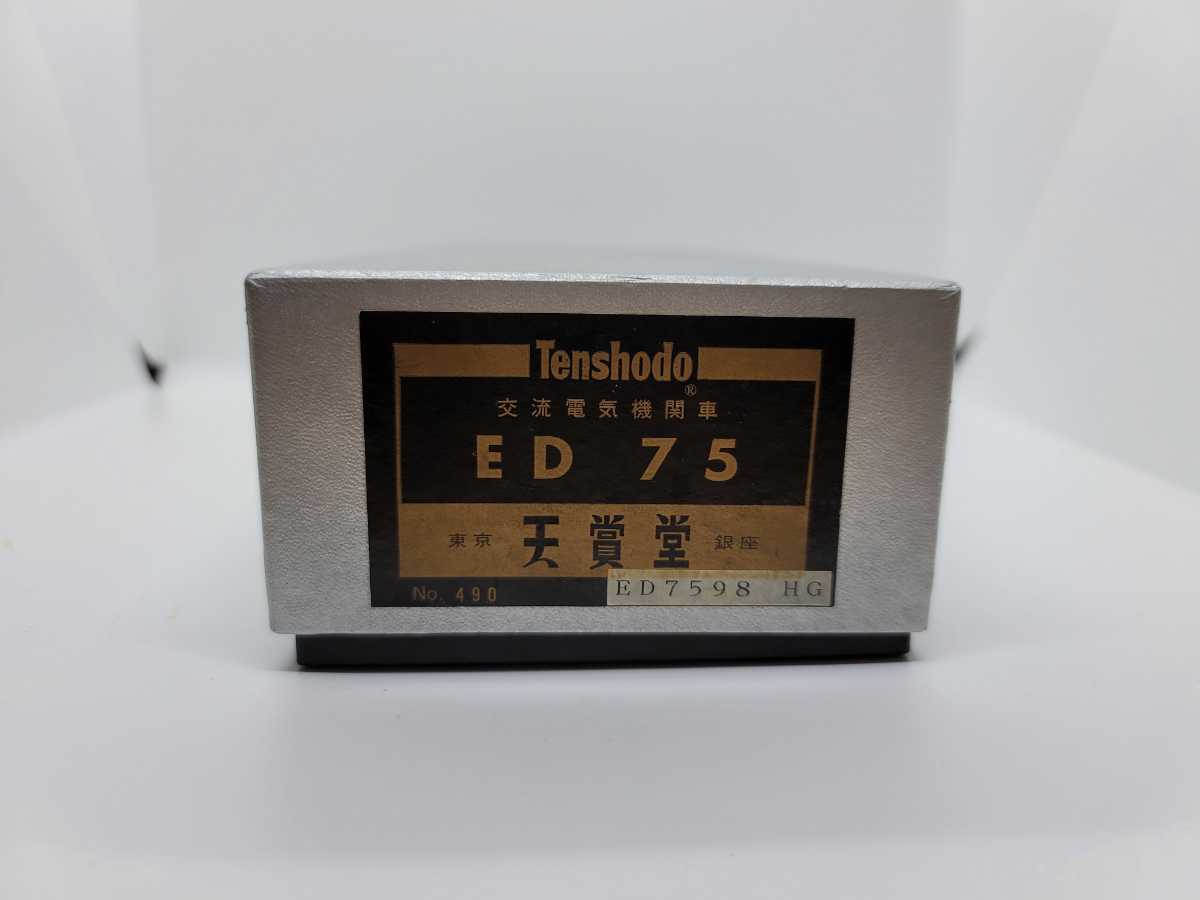 Tenshodo
®
交流電気機関車
ED 75
東京 天賞堂 銀座
No. 490
ED7598 HG